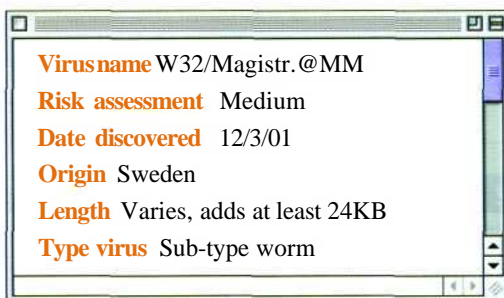 Virus name W32/Magistr.@MM
Risk assessment Medium
Date discovered 12/3/01
Origin Sweden
Length Varies, adds at least 24KB
Type virus Sub-type worm